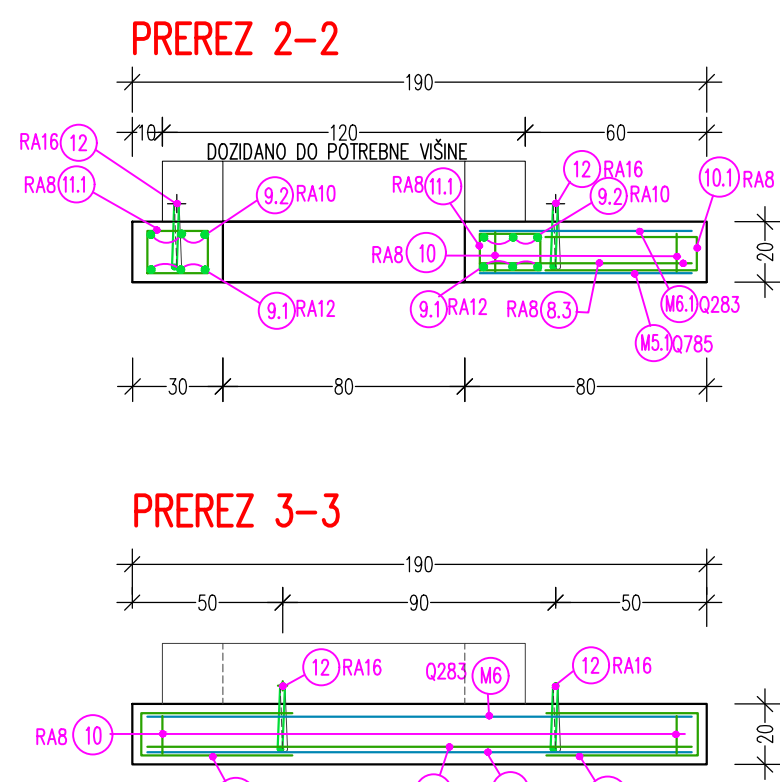 PREREZ 2-2
190
10
120
60
DOZIDANO DO POTREBNE VIŠINE
RA16 12
12 RA16
RA8 11.1
9.2 RA10
RA8 11.1
9.2 RA10
10.1 RA8
RA8 10
20
9.1 RA12
9.1 RA12
RA8 8.3
M6.1 Q283
M5.1 Q785
30
80
80
PREREZ 3-3
190
50
90
50
12 RA16
Q283 M6
12 RA16
RA8 10
20